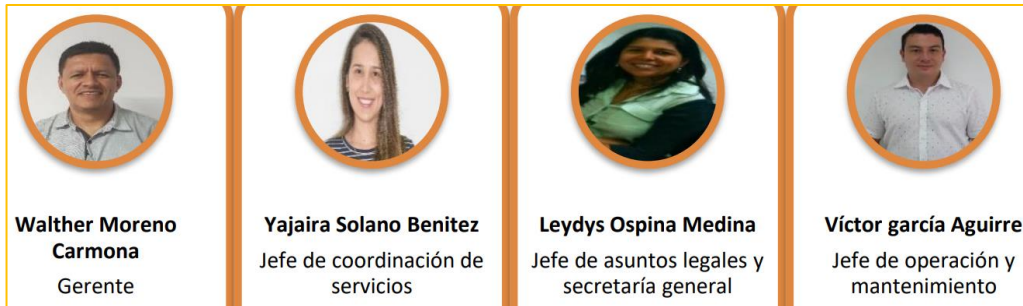 Walther Moreno
Carmona
Gerente
Yajaira Solano Benitez
Jefe de coordinación de
servicios
Leydys Ospina Medina
Jefe de asuntos legales y
secretaría general
Víctor garcía Aguirre
Jefe de operación y
mantenimiento